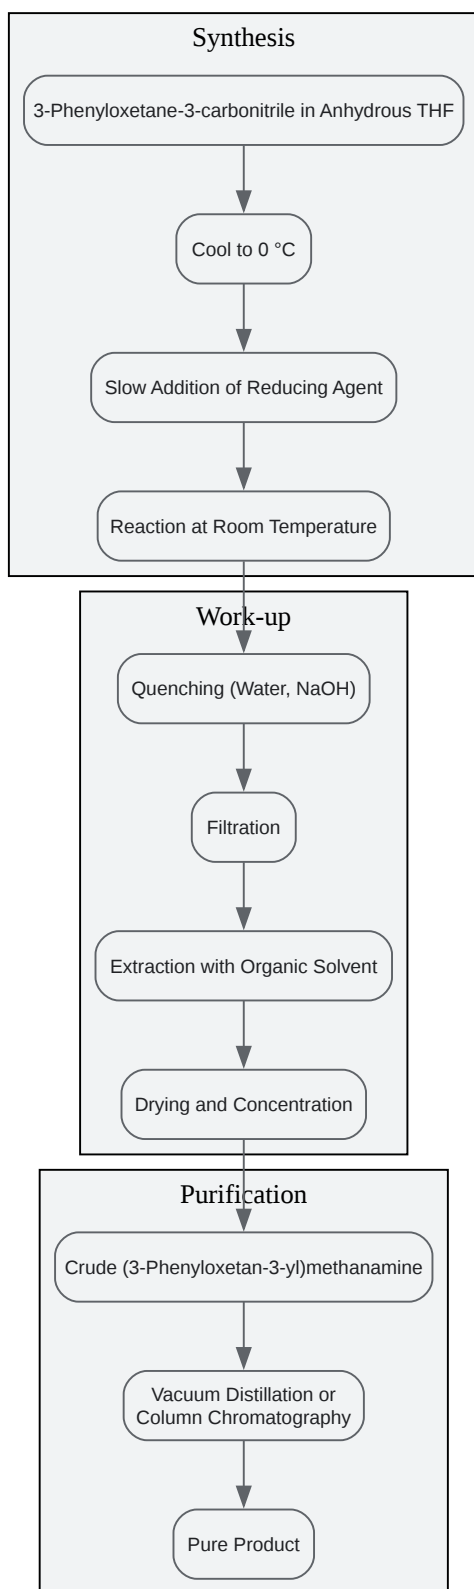 Synthesis
3-Phenyloxetane-3-carbonitrile in Anhydrous THF
Cool to 0 °C
Slow Addition of Reducing Agent
Reaction at Room Temperature
Work-up
Quenching (Water, NaOH)
Filtration
Extraction with Organic Solvent
Drying and Concentration
Purification
Crude (3-Phenyloxetan-3-yl)methanamine
Vacuum Distillation or
Column Chromatography
Pure Product